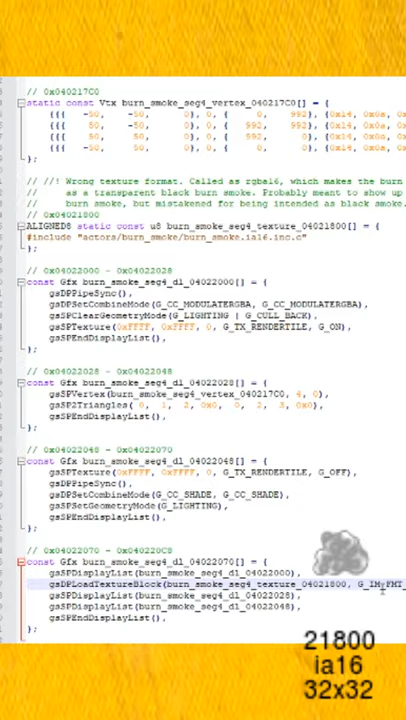 // 0x040217C0
static const Vtx burn_smoke_seg4_vertex_040217C0[] = {
{{{ -50, -50, 0}, 0, { 0, 992}, {0x14, 0x0a,
{{{ 50, -50, 0}, 0, { 992, 992}, {0x14, 0x0a,
{{{ 50, 50, 0}, 0, { 992, 0}, {0x14, 0x0a,
{{{ -50, 50, 0}, 0, { 0, 0}, {0x14, 0x0a,
};
// //! Wrong texture format. Called as rgba16, which makes the burn
// as a transparent black burn smoke. Probably meant to show up
// burn smoke, but mistakened for being intended as black smoke.
// 0x04021800
ALIGNED8 static const u8 burn_smoke_seg4_texture_04021800[] = {
#include "actors/burn_smoke/burn_smoke.ia16.inc.c"
};
// 0x04022000 - 0x04022028
const Gfx burn_smoke_seg4_dl_04022000[] = {
gsDPPipeSync(),
gsDPSetCombineMode(G_CC_MODULATERGBA, G_CC_MODULATERGBA),
gsSPClearGeometryMode(G_LIGHTING | G_CULL_BACK),
gsSPTexture(0xFFFF, 0xFFFF, 0, G_TX_RENDERTILE, G_ON),
gsSPEndDisplayList(),
};
// 0x04022028 - 0x04022048
const Gfx burn_smoke_seg4_dl_04022028[] = {
gsSPVertex(burn_smoke_seg4_vertex_040217C0, 4, 0),
gsSP2Triangles( 0, 1, 2, 0x0, 0, 2, 3, 0x0),
gsSPEndDisplayList(),
};
// 0x04022048 - 0x04022070
const Gfx burn_smoke_seg4_dl_04022048[] = {
gsSPTexture(0xFFFF, 0xFFFF, 0, G_TX_RENDERTILE, G_OFF),
gsDPPipeSync(),
gsDPSetCombineMode(G_CC_SHADE, G_CC_SHADE),
gsSPSetGeometryMode(G_LIGHTING),
gsSPEndDisplayList(),
};
// 0x04022070 - 0x040220C8
const Gfx burn_smoke_seg4_dl_04022070[] = {
gsSPDisplayList(burn_smoke_seg4_dl_04022000),
gsDPLoadTextureBlock(burn_smoke_seg4_texture_04021800, G_IM_FMT_
gsSPDisplayList(burn_smoke_seg4_dl_04022028),
gsSPDisplayList(burn_smoke_seg4_dl_04022048),
gsSPEndDisplayList(),
};
21800
ia16
32x32